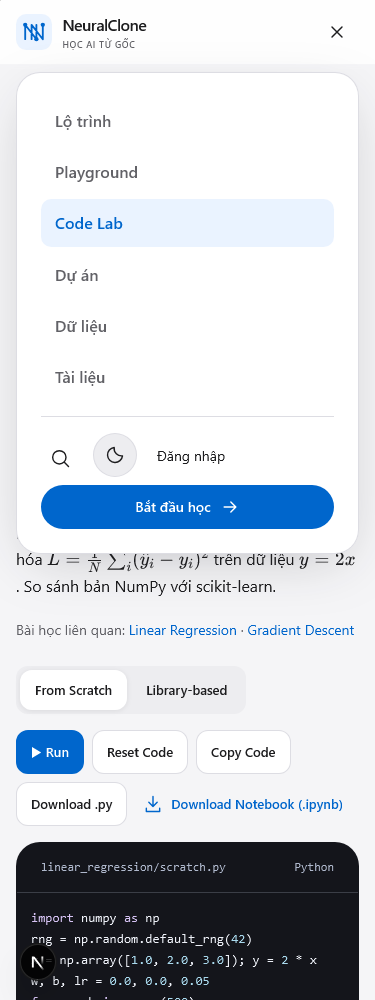 NeuralClone
HỌC AI TỪ GỐC
Lộ trình
Playground
Code Lab
Dự án
Dữ liệu
Tài liệu
Đăng nhập
Bắt đầu học →
hóa L = 1/N ∑ᵢ(ŷᵢ − yᵢ)² trên dữ liệu y = 2x
. So sánh bản NumPy với scikit-learn.
Bài học liên quan: Linear Regression · Gradient Descent
From Scratch
Library-based
▶ Run
Reset Code
Copy Code
Download .py
Download Notebook (.ipynb)
linear_regression/scratch.py
Python
import numpy as np
rng = np.random.default_rng(42)
= np.array([1.0, 2.0, 3.0]); y = 2 * x
w, b, lr = 0.0, 0.0, 0.05
N